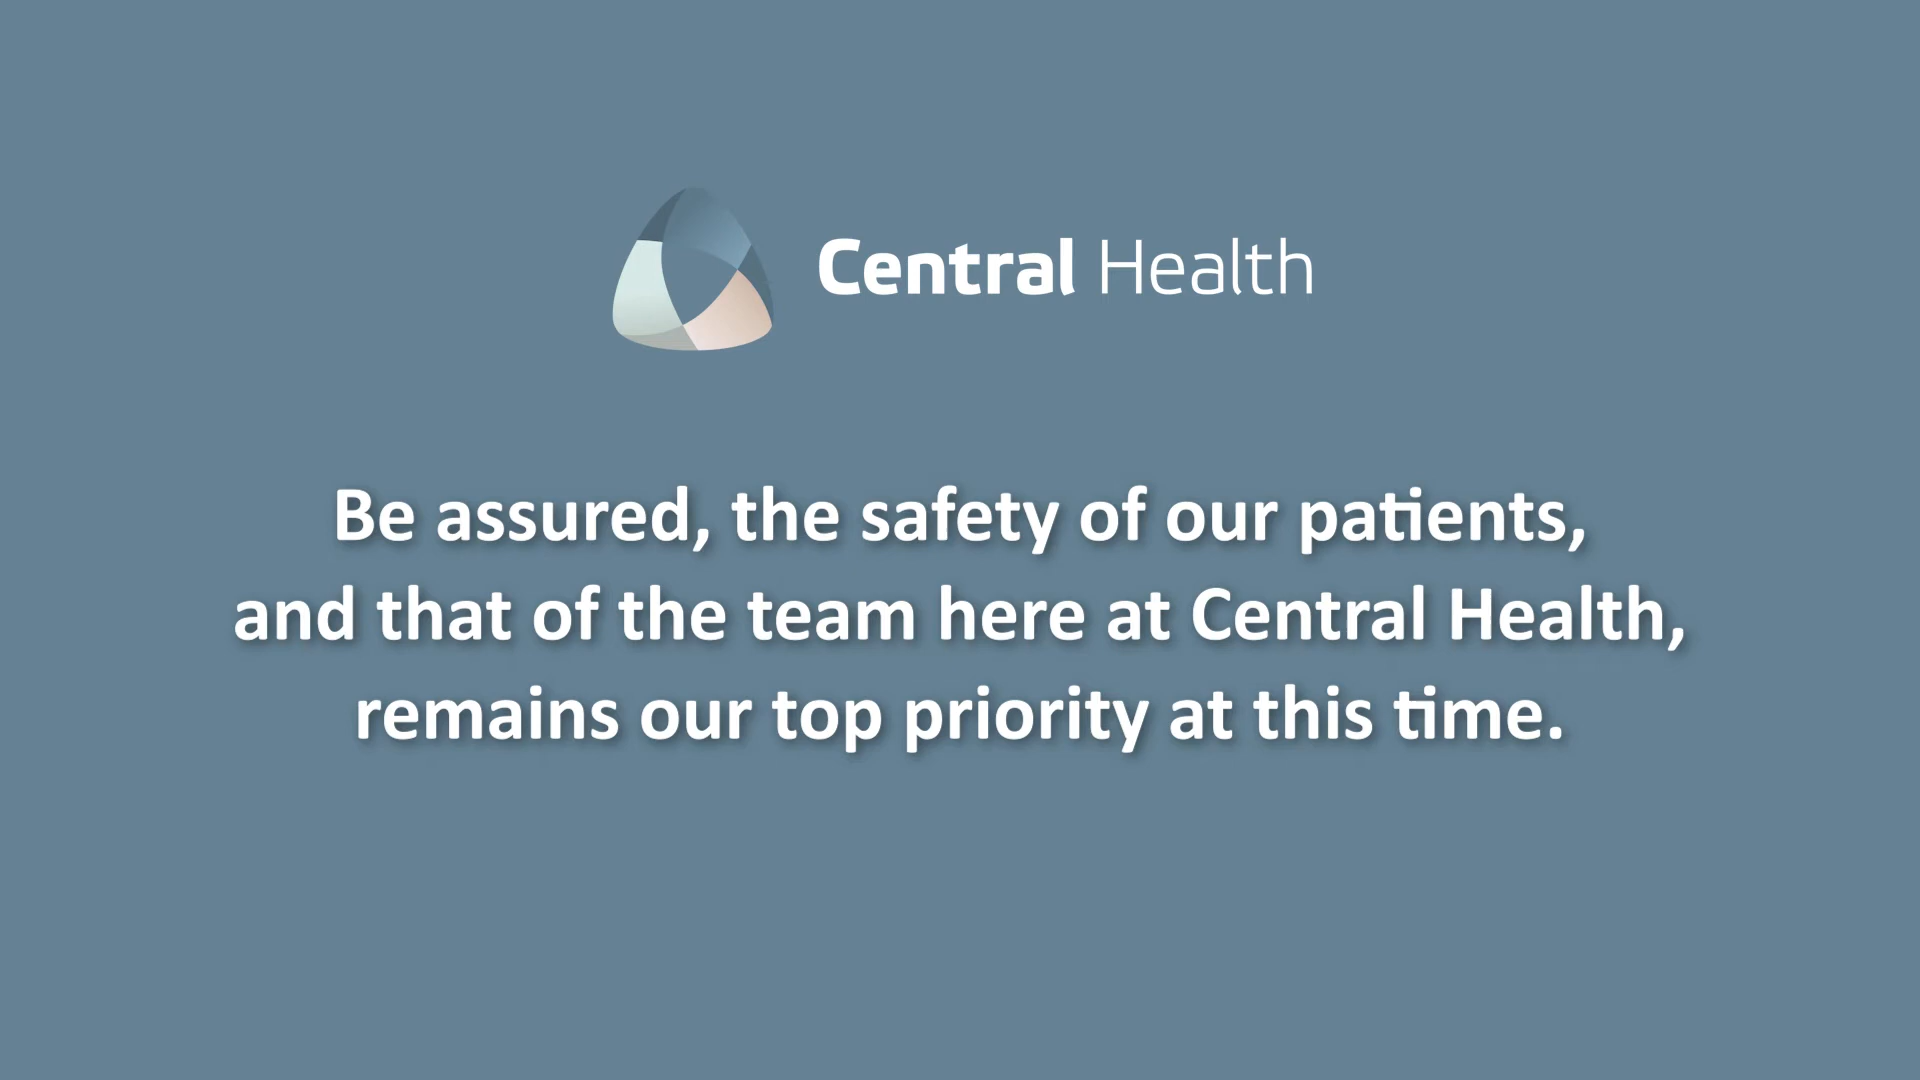 Central Health
Be assured, the safety of our patients,
and that of the team here at Central Health,
remains our top priority at this time.